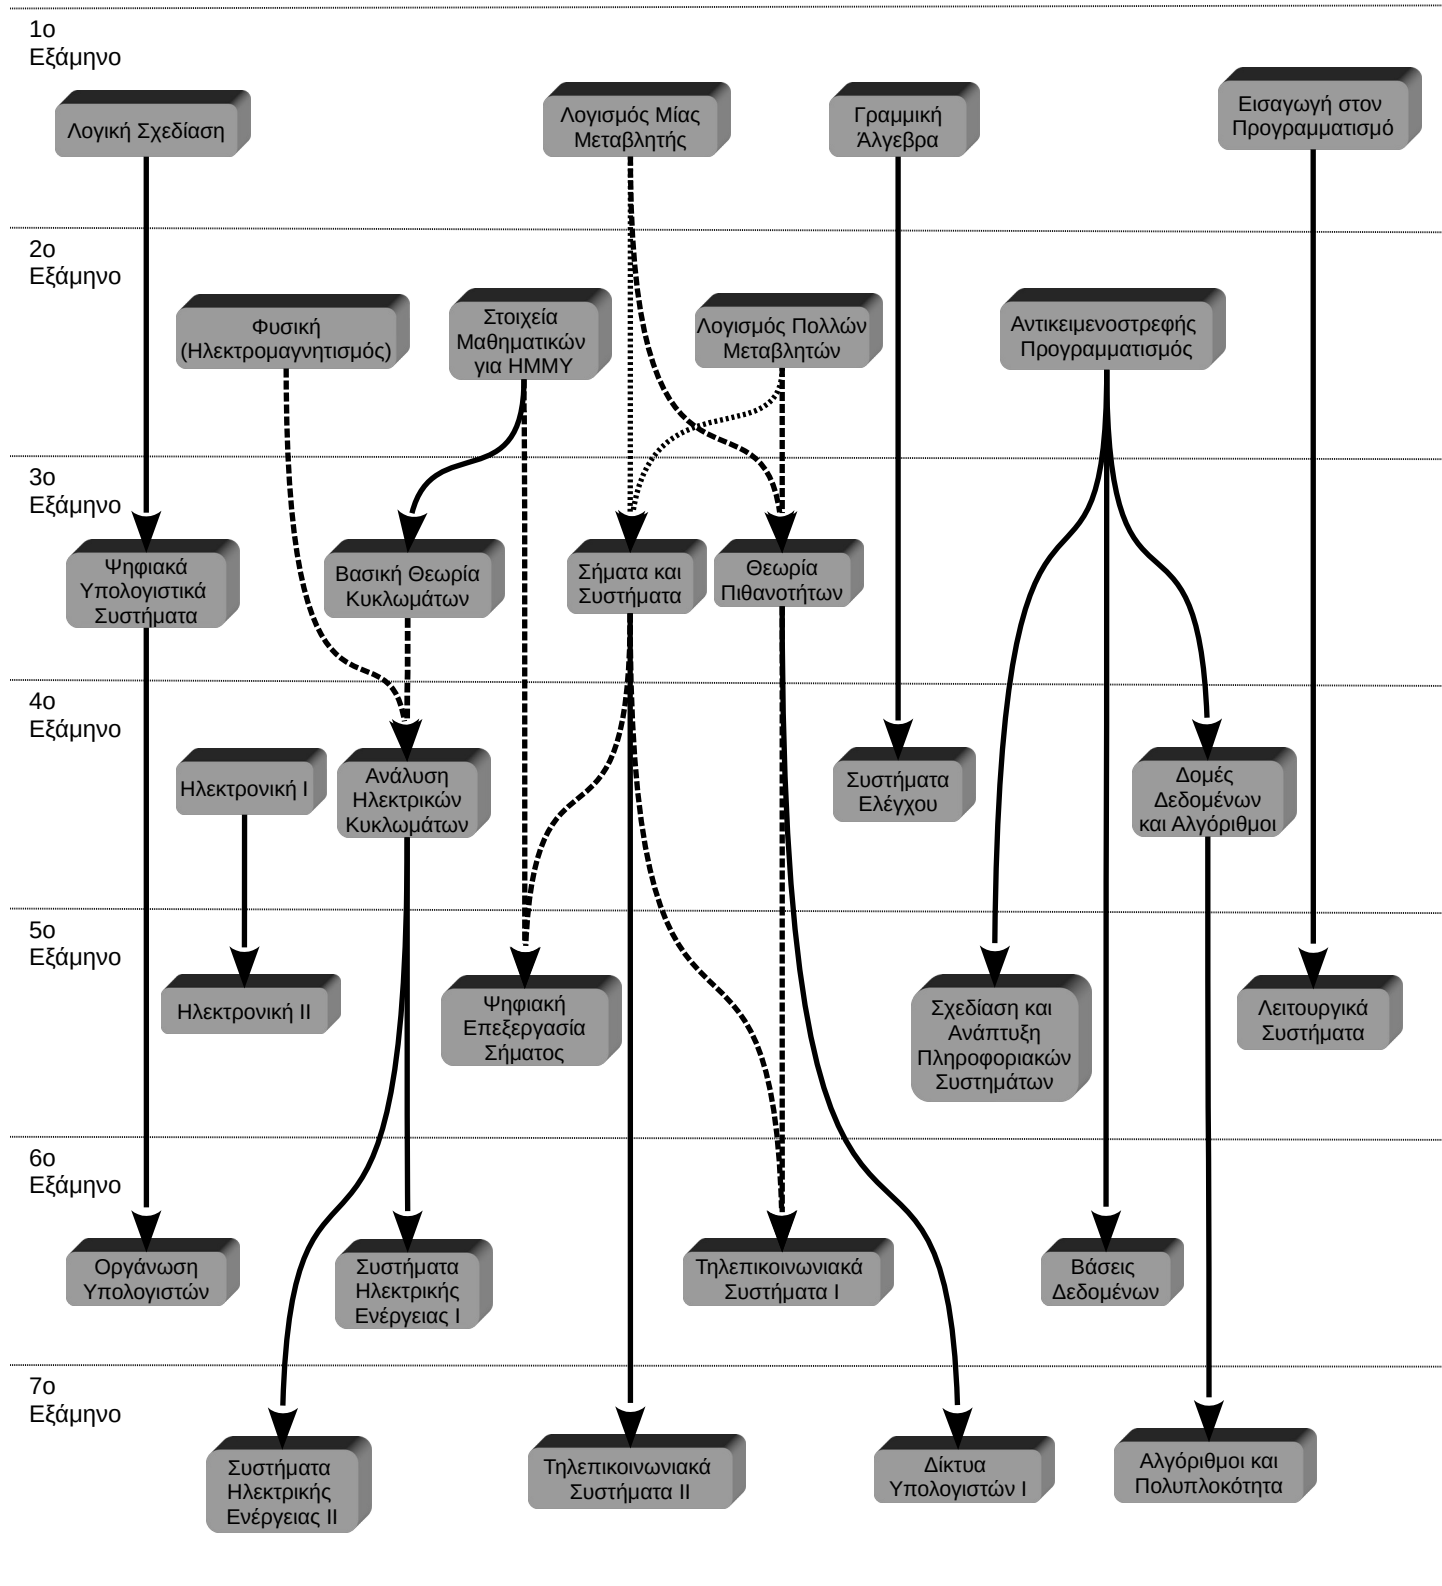 1ο
Εξάμηνο
Λογική Σχεδίαση
Λογισμός Μίας
Μεταβλητής
Γραμμική
Άλγεβρα
Εισαγωγή στον
Προγραμματισμό
2ο
Εξάμηνο
Φυσική
(Ηλεκτρομαγνητισμός)
Στοιχεία
Μαθηματικών
για ΗΜΜΥ
Λογισμός Πολλών
Μεταβλητών
Αντικειμενοστρεφής
Προγραμματισμός
3ο
Εξάμηνο
Ψηφιακά
Υπολογιστικά
Συστήματα
Βασική Θεωρία
Κυκλωμάτων
Σήματα και
Συστήματα
Θεωρία
Πιθανοτήτων
4ο
Εξάμηνο
Ηλεκτρονική Ι
Ανάλυση
Ηλεκτρικών
Κυκλωμάτων
Συστήματα
Ελέγχου
Δομές
Δεδομένων
και Αλγόριθμοι
5ο
Εξάμηνο
Ηλεκτρονική ΙΙ
Ψηφιακή
Επεξεργασία
Σήματος
Σχεδίαση και
Ανάπτυξη
Πληροφοριακών
Συστημάτων
Λειτουργικά
Συστήματα
6ο
Εξάμηνο
Οργάνωση
Υπολογιστών
Συστήματα
Ηλεκτρικής
Ενέργειας Ι
Τηλεπικοινωνιακά
Συστήματα Ι
Βάσεις
Δεδομένων
7ο
Εξάμηνο
Συστήματα
Ηλεκτρικής
Ενέργειας ΙΙ
Τηλεπικοινωνιακά
Συστήματα ΙΙ
Δίκτυα
Υπολογιστών Ι
Αλγόριθμοι και
Πολυπλοκότητα